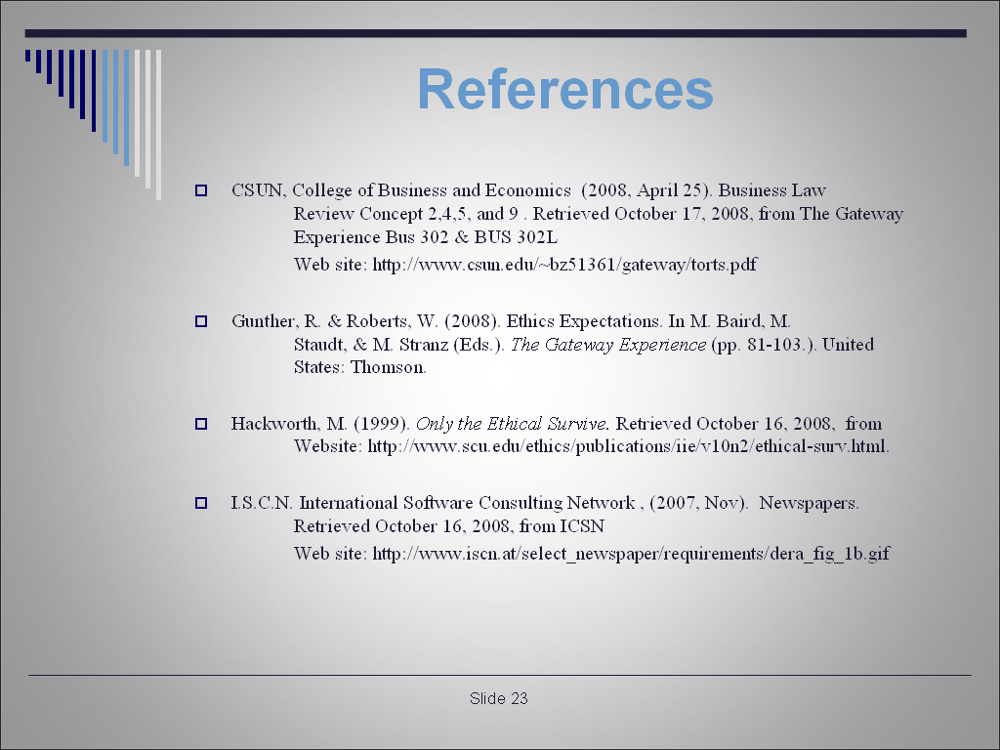 References
CSUN, College of Business and Economics  (2008, April 25). Business Law
Review Concept 2,4,5, and 9 . Retrieved October 17, 2008, from The Gateway
Experience Bus 302 & BUS 302L
Web site: http://www.csun.edu/~bz51361/gateway/torts.pdf
Gunther, R. & Roberts, W. (2008). Ethics Expectations. In M. Baird, M.
Staudt, & M. Stranz (Eds.). The Gateway Experience (pp. 81-103.). United
States: Thomson.
Hackworth, M. (1999). Only the Ethical Survive. Retrieved October 16, 2008,  from
Website: http://www.scu.edu/ethics/publications/iie/v10n2/ethical-surv.html.
I.S.C.N. International Software Consulting Network , (2007, Nov).  Newspapers.
Retrieved October 16, 2008, from ICSN
Web site: http://www.iscn.at/select_newspaper/requirements/dera_fig_1b.gif
Slide 23